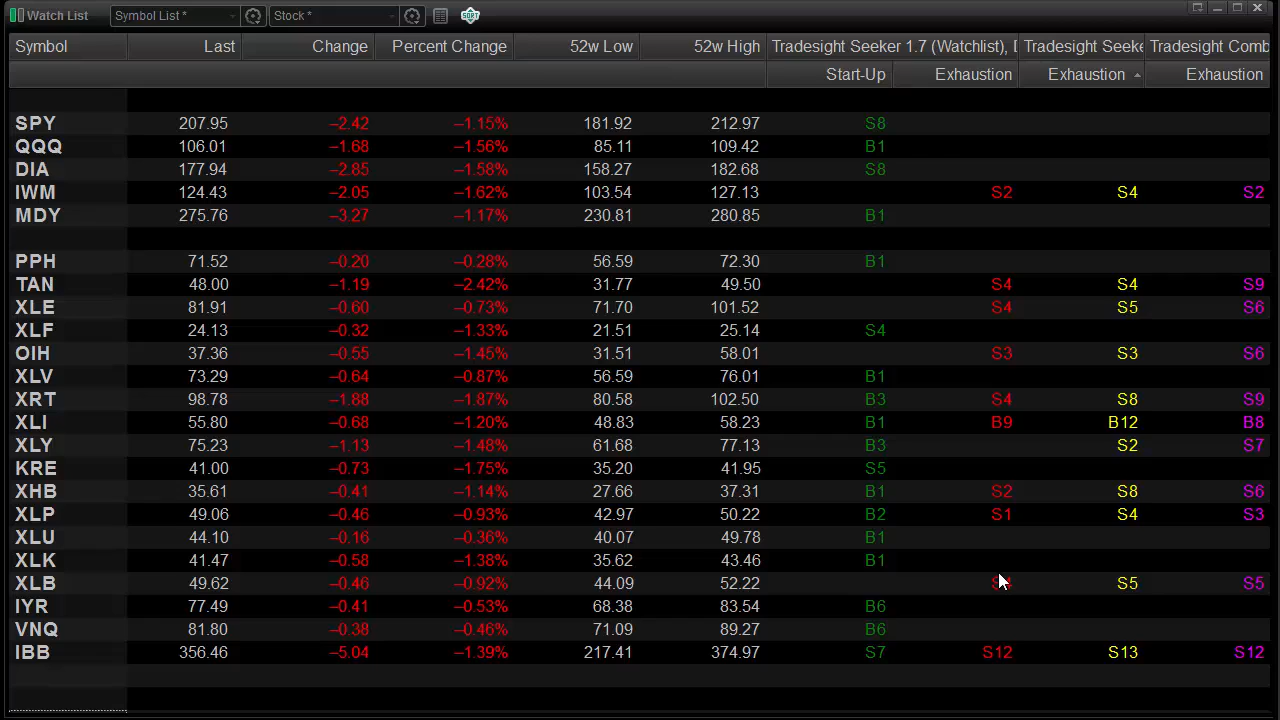 Watch List Symbol List * Stock * SORT
Symbol Last Change Percent Change 52w Low 52w High Tradesight Seeker 1.7 (Watchlist), D Tradesight Seeke Tradesight Comb
Start-Up Exhaustion Exhaustion Exhaustion
SPY 207.95 –2.42 –1.15% 181.92 212.97 S8
QQQ 106.01 –1.68 –1.56% 85.11 109.42 B1
DIA 177.94 –2.85 –1.58% 158.27 182.68 S8
IWM 124.43 –2.05 –1.62% 103.54 127.13 S2 S4 S2
MDY 275.76 –3.27 –1.17% 230.81 280.85 B1
PPH 71.52 –0.20 –0.28% 56.59 72.30 B1
TAN 48.00 –1.19 –2.42% 31.77 49.50 S4 S4 S9
XLE 81.91 –0.60 –0.73% 71.70 101.52 S4 S5 S6
XLF 24.13 –0.32 –1.33% 21.51 25.14 S4
OIH 37.36 –0.55 –1.45% 31.51 58.01 S3 S3 S6
XLV 73.29 –0.64 –0.87% 56.59 76.01 B1
XRT 98.78 –1.88 –1.87% 80.58 102.50 B3 S4 S8 S9
XLI 55.80 –0.68 –1.20% 48.83 58.23 B1 B9 B12 B8
XLY 75.23 –1.13 –1.48% 61.68 77.13 B3 S2 S7
KRE 41.00 –0.73 –1.75% 35.20 41.95 S5
XHB 35.61 –0.41 –1.14% 27.66 37.31 B1 S2 S8 S6
XLP 49.06 –0.46 –0.93% 42.97 50.22 B2 S1 S4 S3
XLU 44.10 –0.16 –0.36% 40.07 49.78 B1
XLK 41.47 –0.58 –1.38% 35.62 43.46 B1
XLB 49.62 –0.46 –0.92% 44.09 52.22 S5 S5
IYR 77.49 –0.41 –0.53% 68.38 83.54 B6
VNQ 81.80 –0.38 –0.46% 71.09 89.27 B6
IBB 356.46 –5.04 –1.39% 217.41 374.97 S7 S12 S13 S12